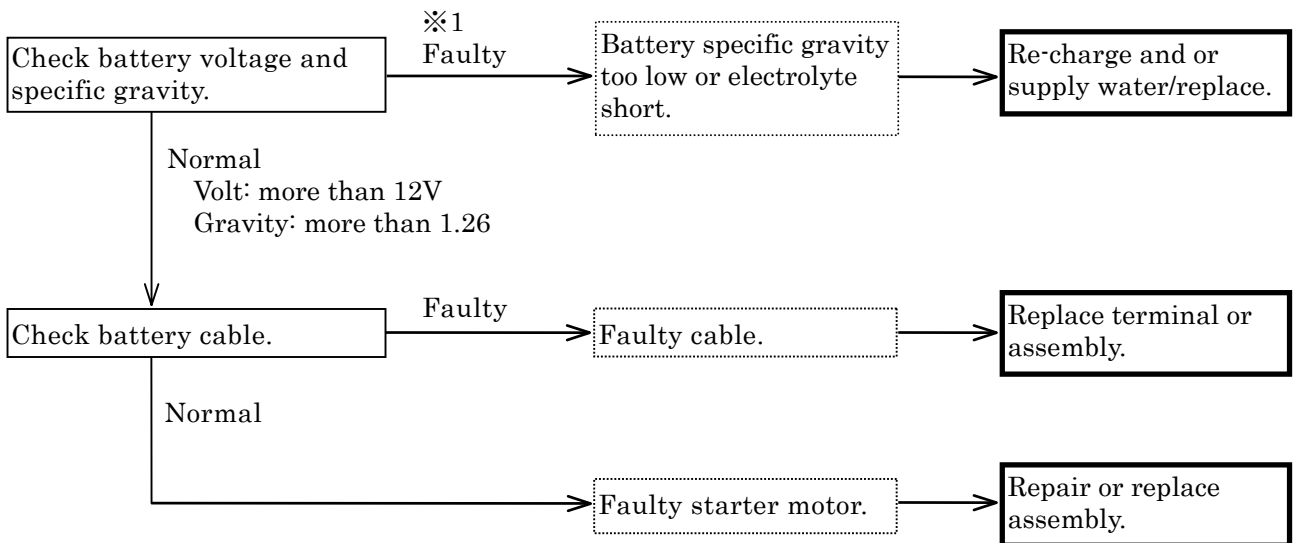 ※1
Faulty
Check battery voltage and
specific gravity.
Battery specific gravity
too low or electrolyte
short.
Re-charge and or
supply water/replace.
Normal
Volt: more than 12V
Gravity: more than 1.26
Check battery cable.
Faulty
Faulty cable.
Replace terminal or
assembly.
Normal
Faulty starter motor.
Repair or replace
assembly.